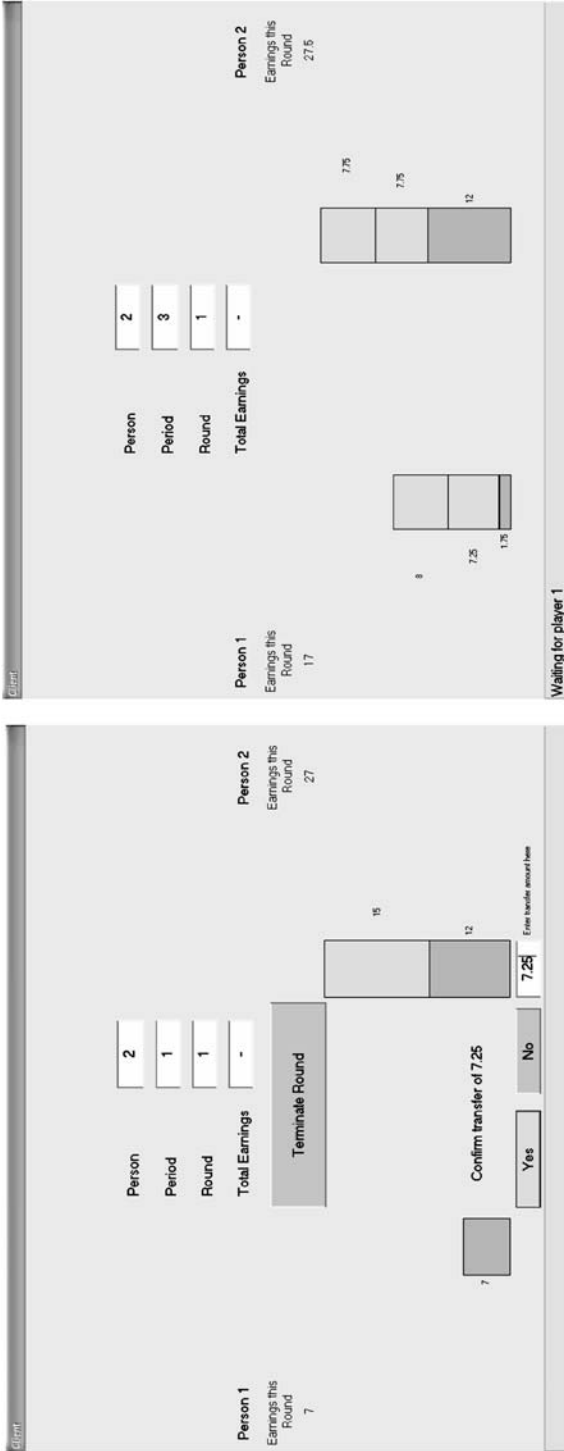 Client
Person 2
Period 1
Round 1
Total Earnings -
Person 1
Earnings this
Round
7
Person 2
Earnings this
Round
27
Terminate Round
15
12
7
Confirm transfer of 7.25
Yes
No
7.25
Enter transfer amount here
Client
Person 2
Period 3
Round 1
Total Earnings -
Person 1
Earnings this
Round
17
Person 2
Earnings this
Round
27.5
7.75
7.75
12
8
7.25
1.75
Waiting for player 1